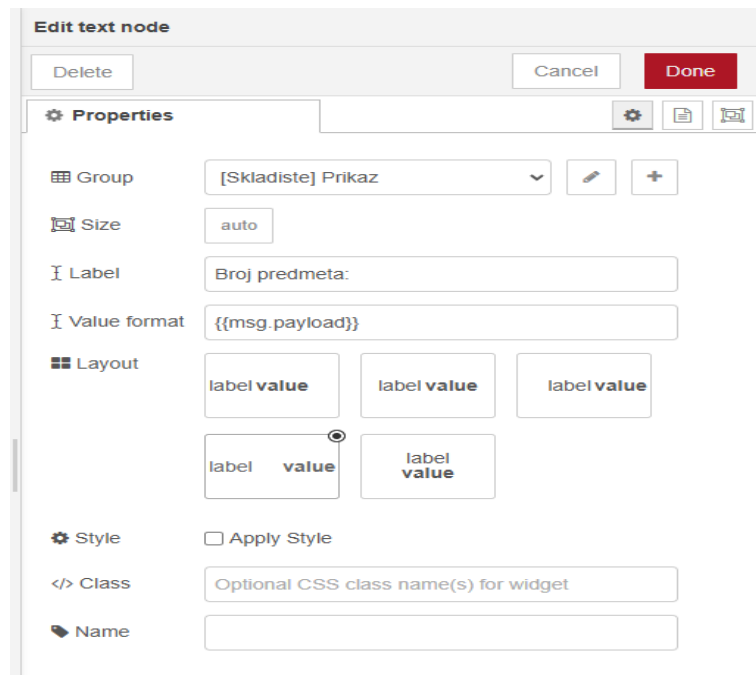 Edit text node
Delete
Cancel
Done
Properties
Group
[Skladiste] Prikaz
Size
auto
Label
Broj predmeta:
Value format
{{msg.payload}}
Layout
label value
label value
label value
label value
label
value
Style
Apply Style
</> Class
Optional CSS class name(s) for widget
Name